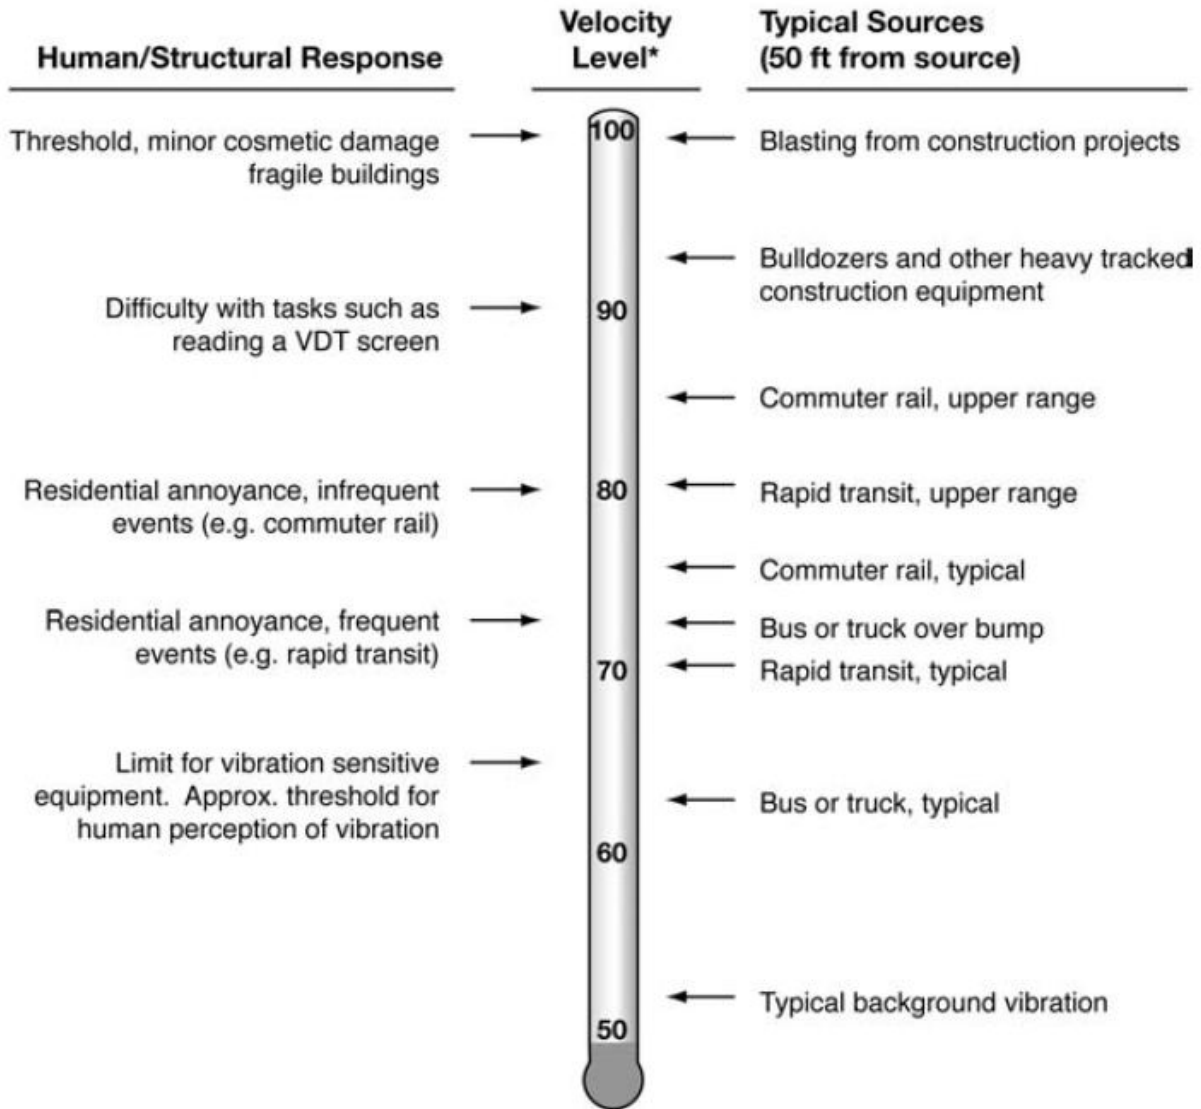 Human/Structural Response
Velocity
Level*
Typical Sources
(50 ft from source)
Threshold, minor cosmetic damage
fragile buildings
100
Blasting from construction projects
Bulldozers and other heavy tracked
construction equipment
Difficulty with tasks such as
reading a VDT screen
90
Commuter rail, upper range
Residential annoyance, infrequent
events (e.g. commuter rail)
80
Rapid transit, upper range
Commuter rail, typical
Residential annoyance, frequent
events (e.g. rapid transit)
Bus or truck over bump
70
Rapid transit, typical
Limit for vibration sensitive
equipment. Approx. threshold for
human perception of vibration
Bus or truck, typical
60
Typical background vibration
50